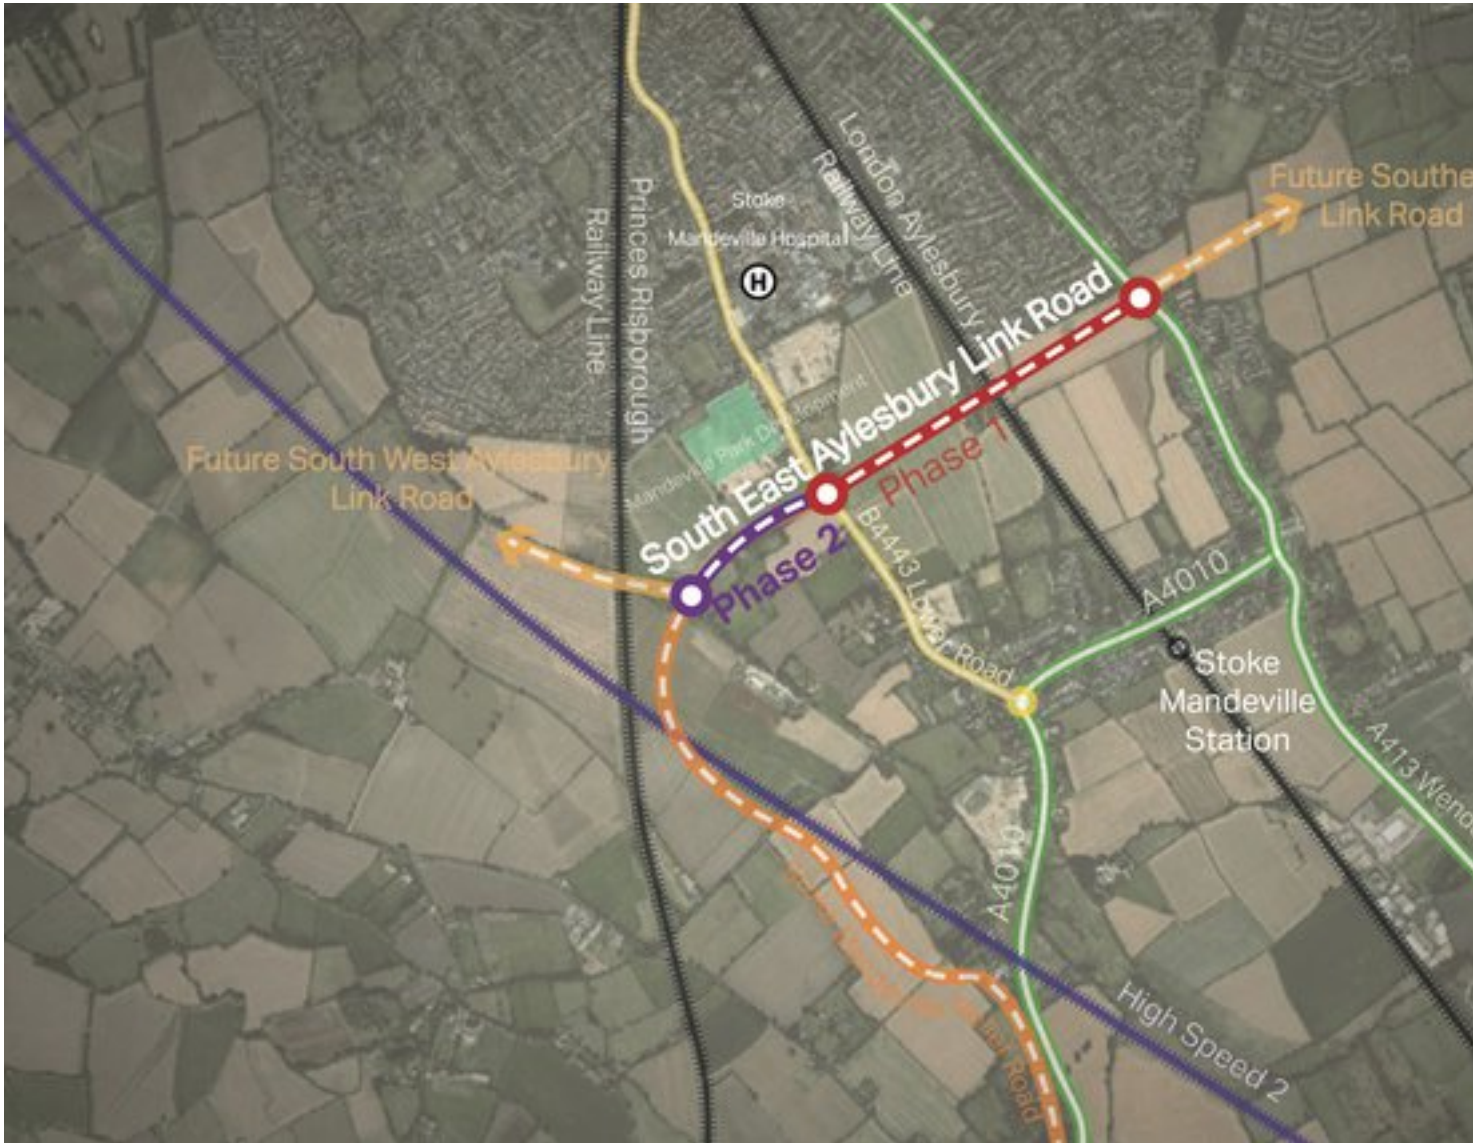 London Aylesbury
Railway Line
Princes Risborough
Railway Line
Stoke
Mandeville Hospital
H
Future Southe
Link Road
South East Aylesbury Link Road
Phase 1
Mandeville Park Development
Future South West Aylesbury
Link Road
Phase 2
B4443 Lower Road
A4010
Stoke
Mandeville
Station
A413 Wend
A4010
High Speed 2
Road